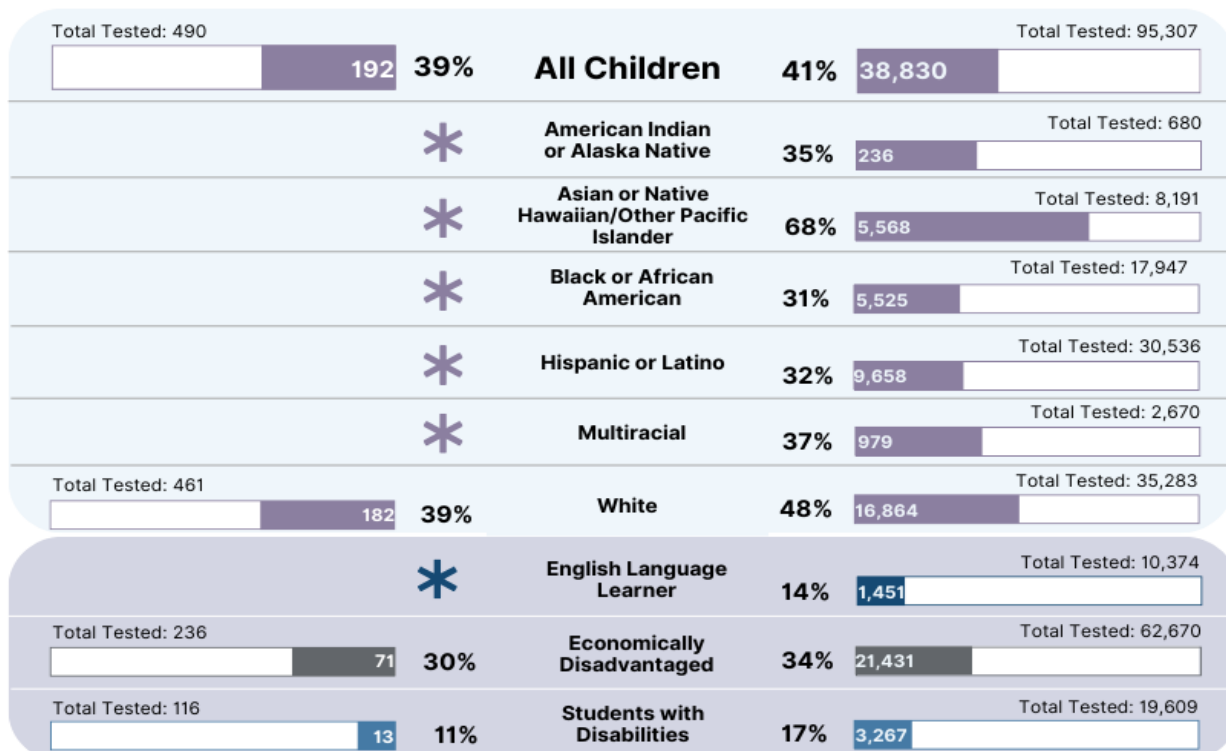 Total Tested: 490
Total Tested: 95,307
192 39% All Children 41% 38,830
Total Tested: 680
American Indian
or Alaska Native
* 35% 236
Asian or Native
Hawaiian/Other Pacific
Islander
Total Tested: 8,191
* 68% 5,568
Total Tested: 17,947
Black or African
American
* 31% 5,525
Total Tested: 30,536
* Hispanic or Latino 32% 9,658
Total Tested: 2,670
* Multiracial 37% 979
Total Tested: 461
Total Tested: 35,283
182 39% White 48% 16,864
Total Tested: 10,374
English Language
Learner
* 14% 1,451
Total Tested: 236
Total Tested: 62,670
Economically
Disadvantaged
71 30% 34% 21,431
Total Tested: 116
Total Tested: 19,609
Students with
Disabilities
13 11% 17% 3,267